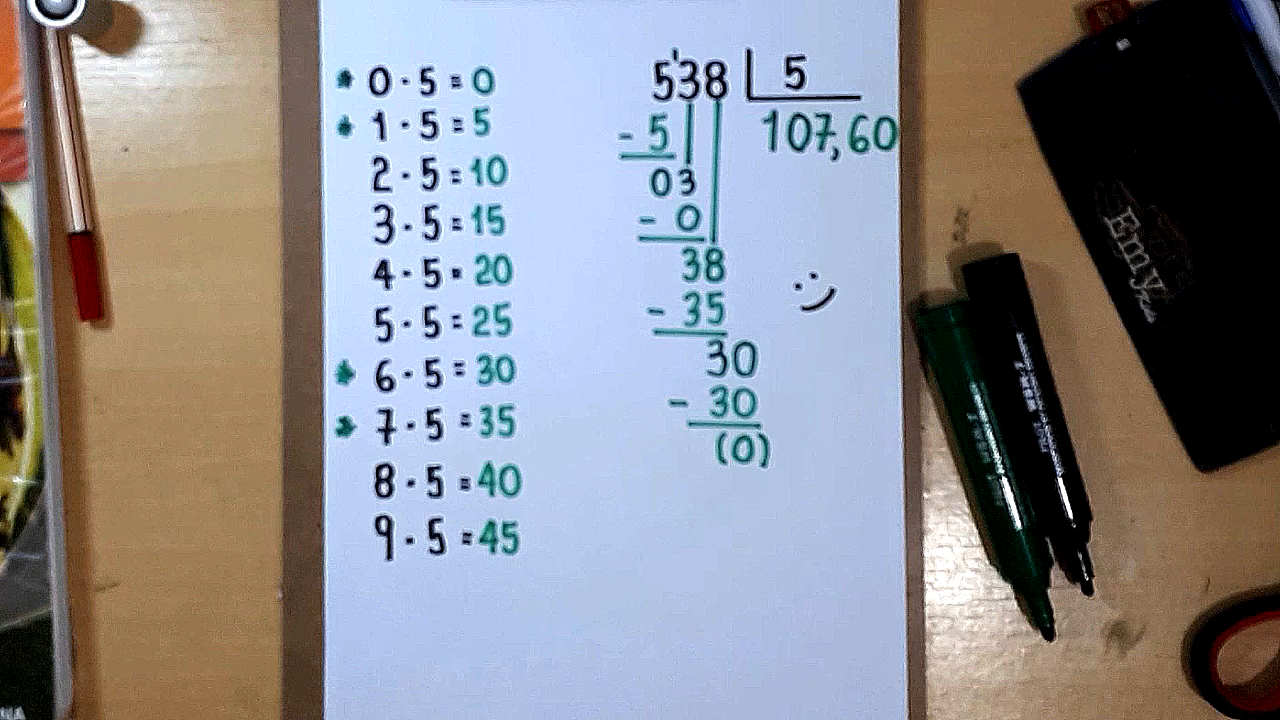 0 · 5 = 0
1 · 5 = 5
2 · 5 = 10
3 · 5 = 15
4 · 5 = 20
5 · 5 = 25
6 · 5 = 30
7 · 5 = 35
8 · 5 = 40
9 · 5 = 45
538 | 5
- 5 107,60
03
- 0
38
- 35
30
- 30
(0)
:)
Emyz
NA